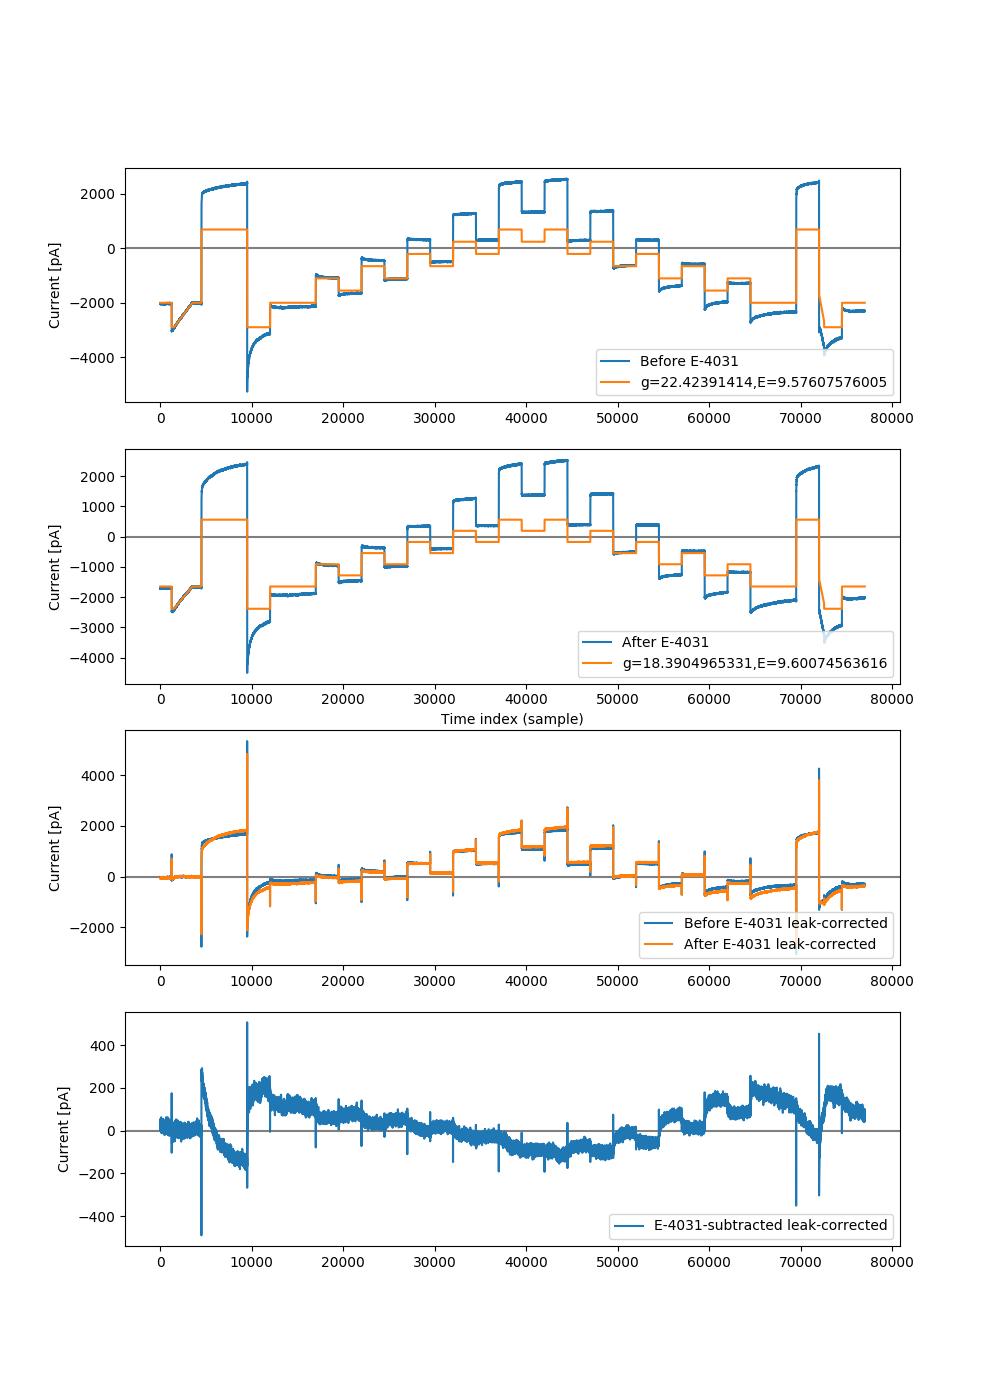 Current [pA]
2000
0
−2000
−4000
Before E-4031
g=22.42391414,E=9.57607576005
0 10000 20000 30000 40000 50000 60000 70000 80000
Current [pA]
2000
1000
0
−1000
−2000
−3000
−4000
After E-4031
g=18.3904965331,E=9.60074563616
0 10000 20000 30000 40000 50000 60000 70000 80000
Time index (sample)
Current [pA]
4000
2000
0
−2000
Before E-4031 leak-corrected
After E-4031 leak-corrected
0 10000 20000 30000 40000 50000 60000 70000 80000
Current [pA]
400
200
0
−200
−400
E-4031-subtracted leak-corrected
0 10000 20000 30000 40000 50000 60000 70000 80000